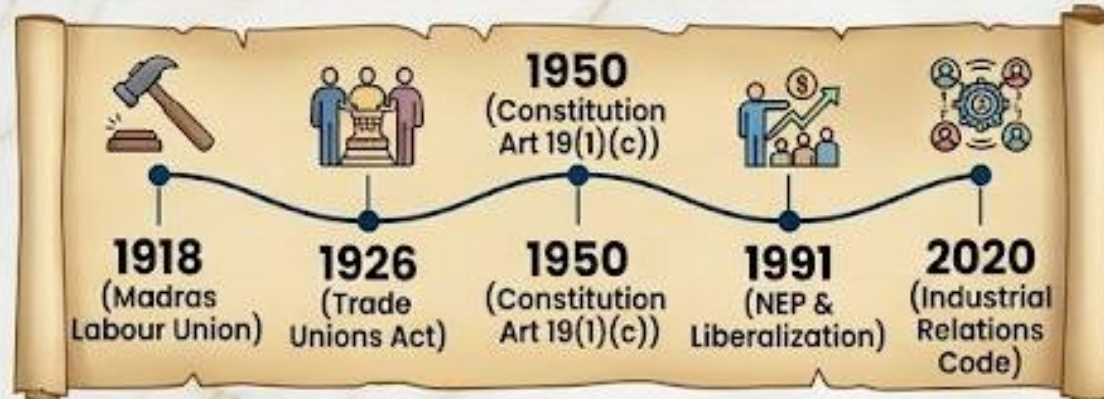 1918
(Madras
Labour Union)
1926
(Trade
Unions Act)
1950
(Constitution
Art 19(1)(c))
1950
(Constitution
Art 19(1)(c))
1991
(NEP &
Liberalization)
2020
(Industrial
Relations
Code)